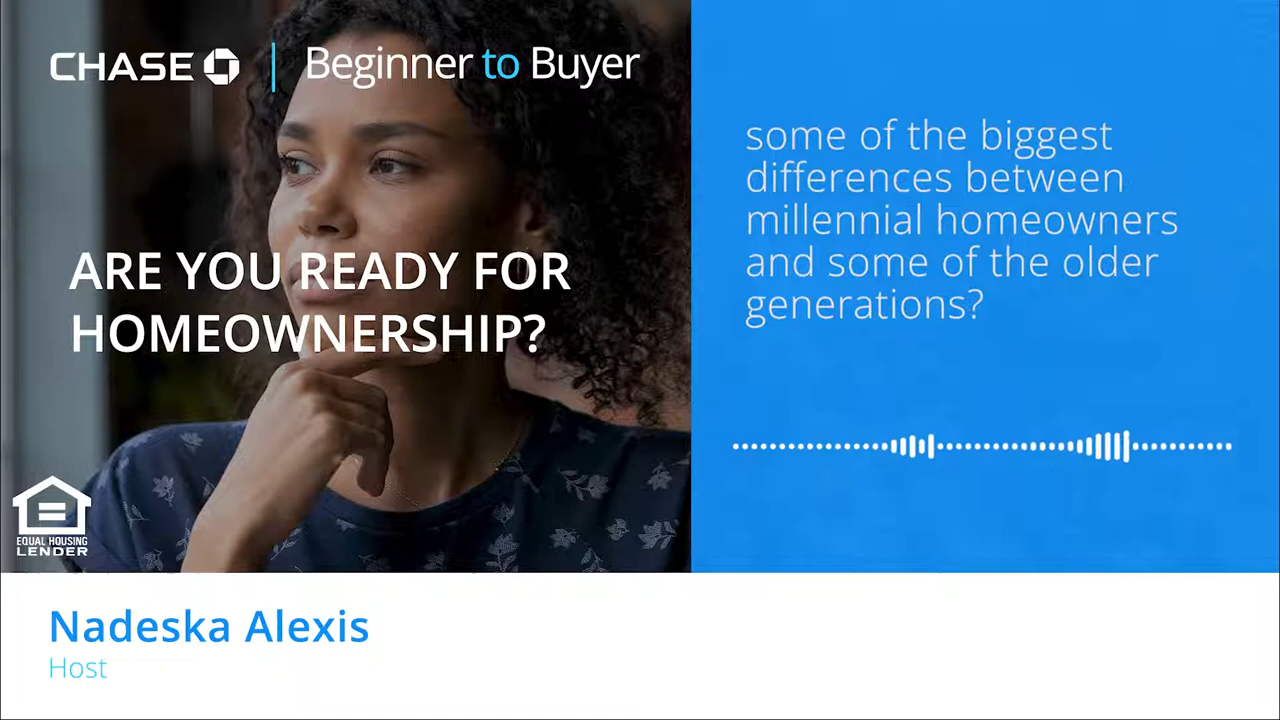 CHASE | Beginner to Buyer
ARE YOU READY FOR
HOMEOWNERSHIP?
EQUAL HOUSING
LENDER
some of the biggest
differences between
millennial homeowners
and some of the older
generations?
Nadeska Alexis
Host